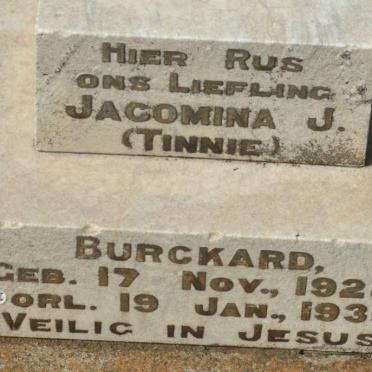 HIER RUS
ONS LIEFLING
JACOMINA J.
(TINNIE)
BURCKARD,
GEB. 17 NOV., 192
ORL. 19 JAN., 193
VEILIG IN JESUS